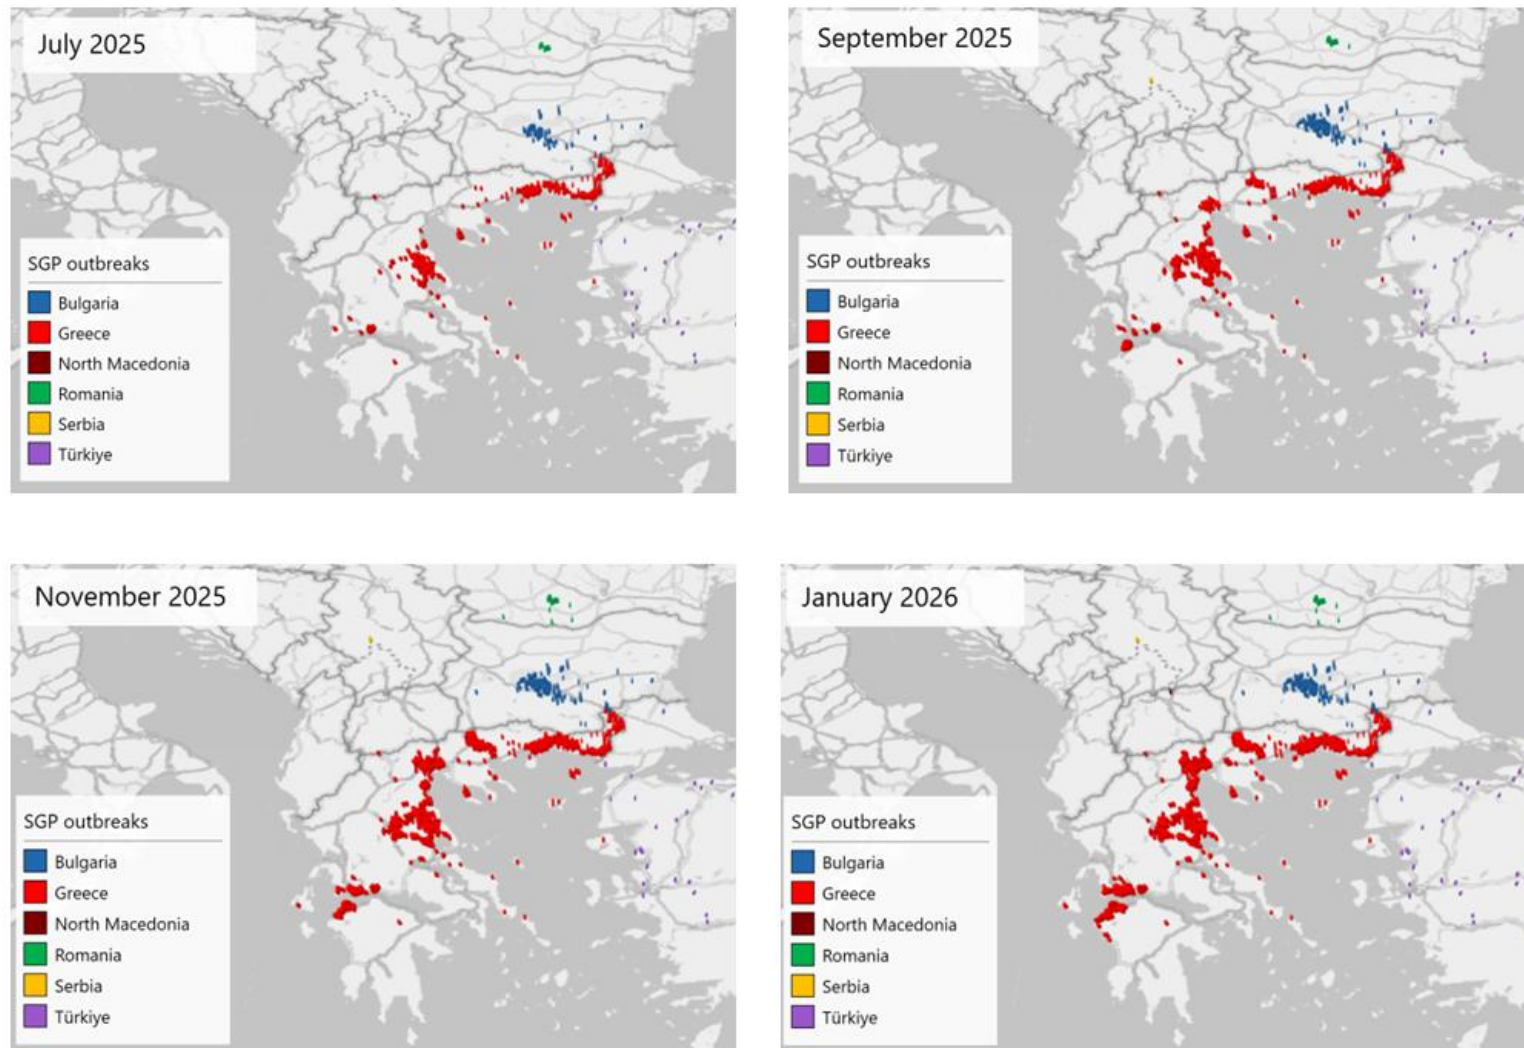 July 2025
SGP outbreaks
Bulgaria
Greece
North Macedonia
Romania
Serbia
Türkiye
September 2025
SGP outbreaks
Bulgaria
Greece
North Macedonia
Romania
Serbia
Türkiye
November 2025
SGP outbreaks
Bulgaria
Greece
North Macedonia
Romania
Serbia
Türkiye
January 2026
SGP outbreaks
Bulgaria
Greece
North Macedonia
Romania
Serbia
Türkiye